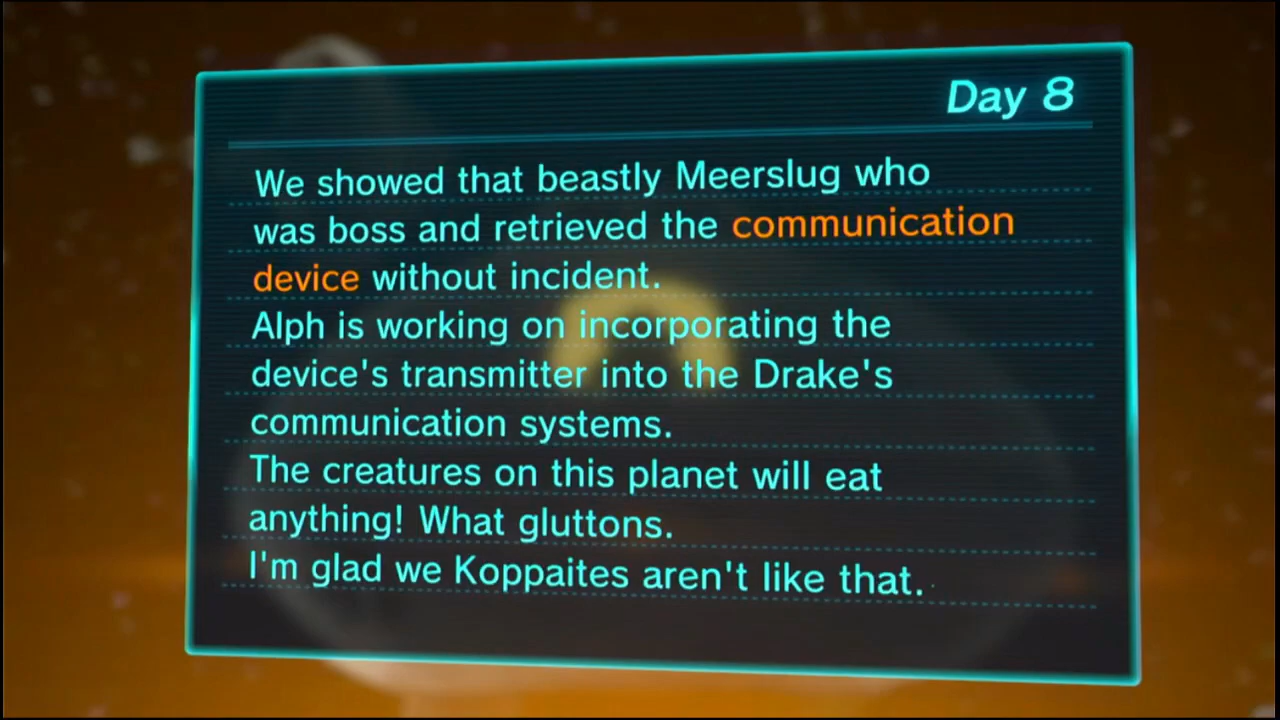 Day 8
We showed that beastly Meerslug who
was boss and retrieved the communication
device without incident.
Alph is working on incorporating the
device's transmitter into the Drake's
communication systems.
The creatures on this planet will eat
anything! What gluttons.
I'm glad we Koppaites aren't like that.